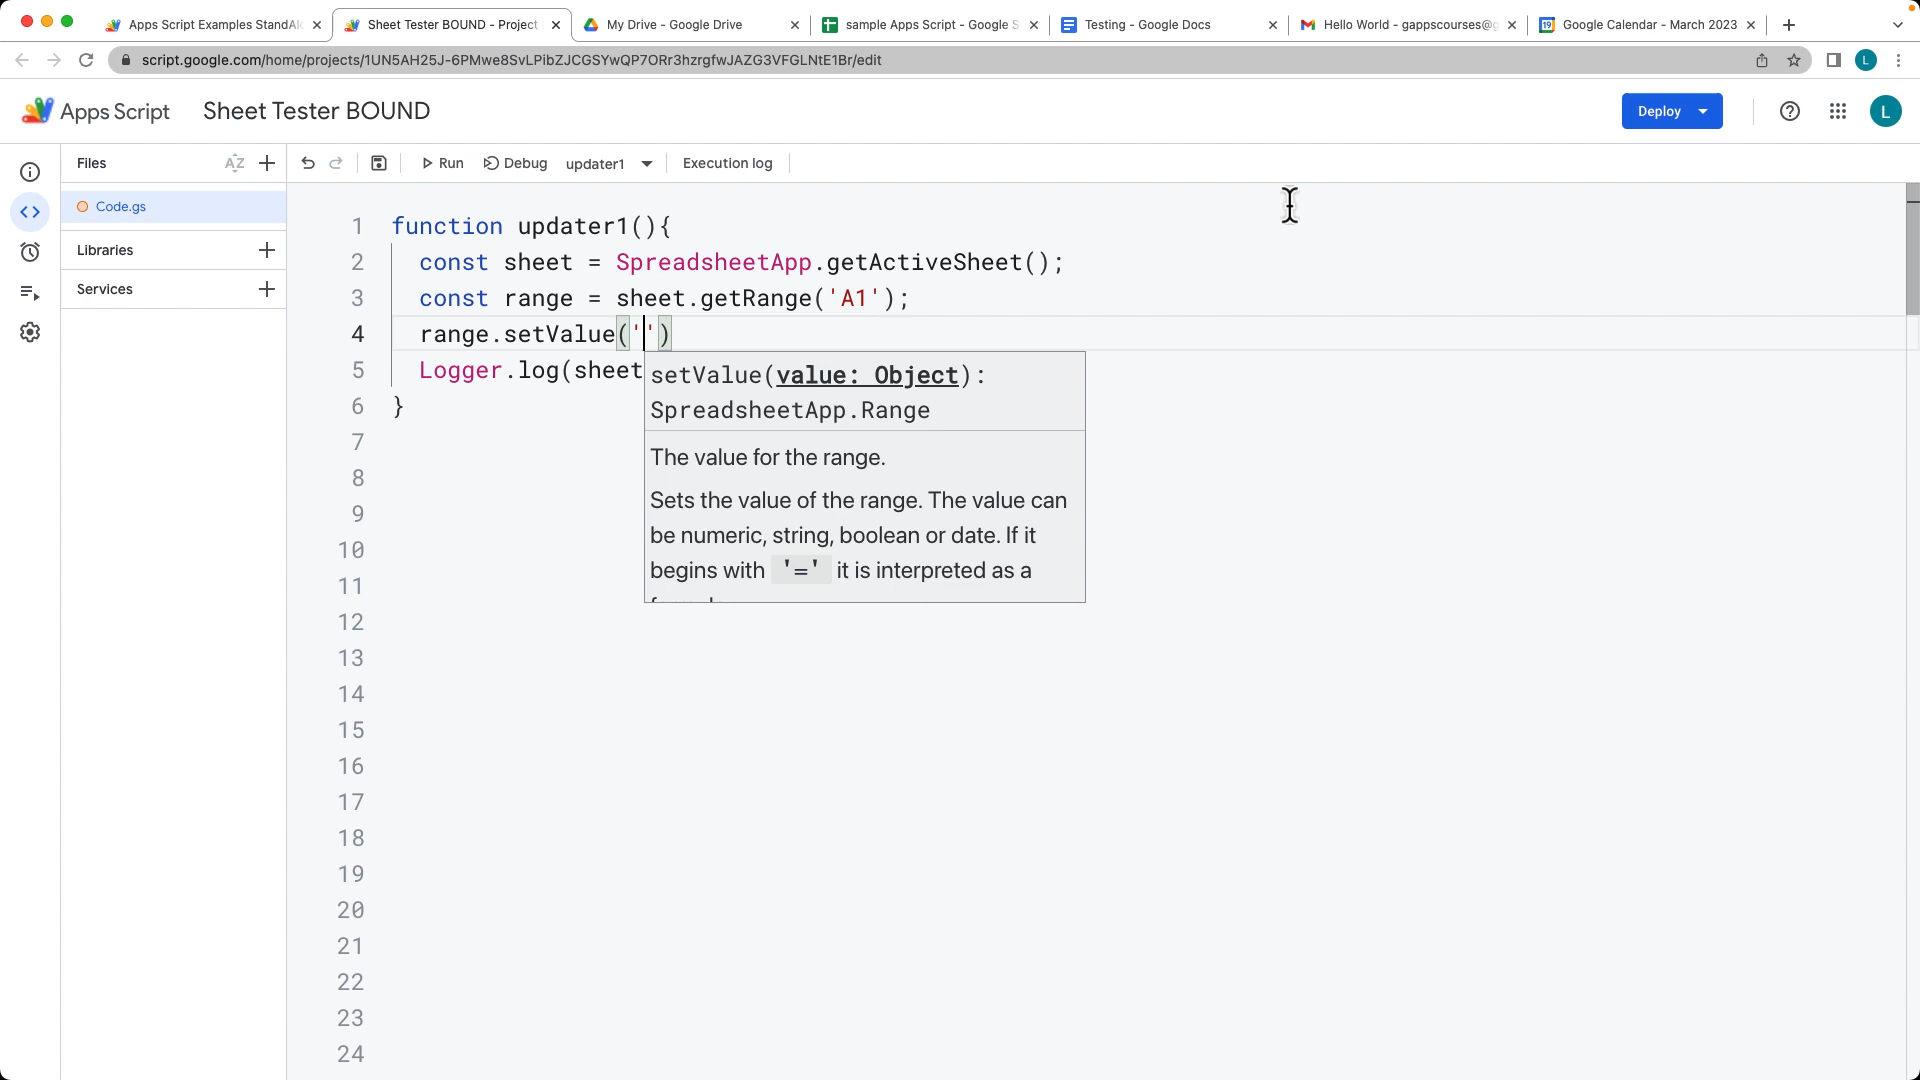 Apps Script Examples StandAl
Sheet Tester BOUND - Project
My Drive - Google Drive
sample Apps Script - Google S
Testing - Google Docs
Hello World - gappscourses@g
Google Calendar - March 2023
script.google.com/home/projects/1UN5AH25J-6PMwe8SvLPibZJCGSYwQP7ORr3hzrgfwJAZG3VFGLNtE1Br/edit
L
Apps Script
Sheet Tester BOUND
Deploy
L
Files
AZ
Run
Debug
updater1
Execution log
Code.gs
Libraries
Services
1 function updater1(){
2 const sheet = SpreadsheetApp.getActiveSheet();
3 const range = sheet.getRange('A1');
4 range.setValue('')
5 Logger.log(sheet
6 }
setValue(value: Object):
SpreadsheetApp.Range
The value for the range.
Sets the value of the range. The value can
be numeric, string, boolean or date. If it
begins with '=' it is interpreted as a
7
8
9
10
11
12
13
14
15
16
17
18
19
20
21
22
23
24